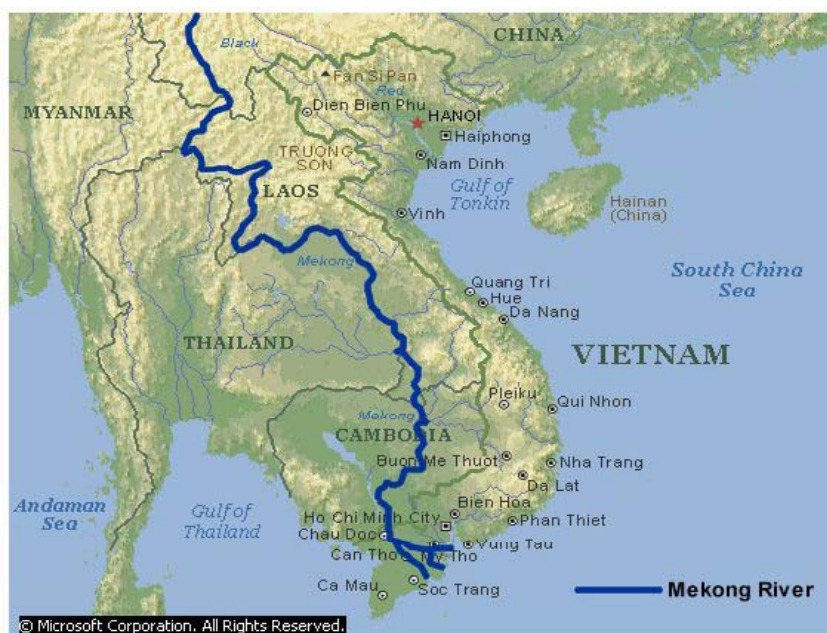 Black
CHINA
Fan Si Pan
Red
MYANMAR
Dien Bien Phu
HANOI
Haiphong
TRUONG
SON
Nam Dinh
LAOS
Gulf of
Tonkin
Hainan
(China)
Vinh
Mekong
South China
Sea
Quang Tri
Hue
Da Nang
THAILAND
VIETNAM
Pleiku
Qui Nhon
Mekong
CAMBODIA
Buon Me Thuot
Nha Trang
Da Lat
Andaman
Sea
Gulf of
Thailand
Bien Hoa
Ho Chi Minh City
Phan Thiet
Chau Doc
Can Tho
My Tho
Vung Tau
Ca Mau
Soc Trang
Mekong River
© Microsoft Corporation. All Rights Reserved.